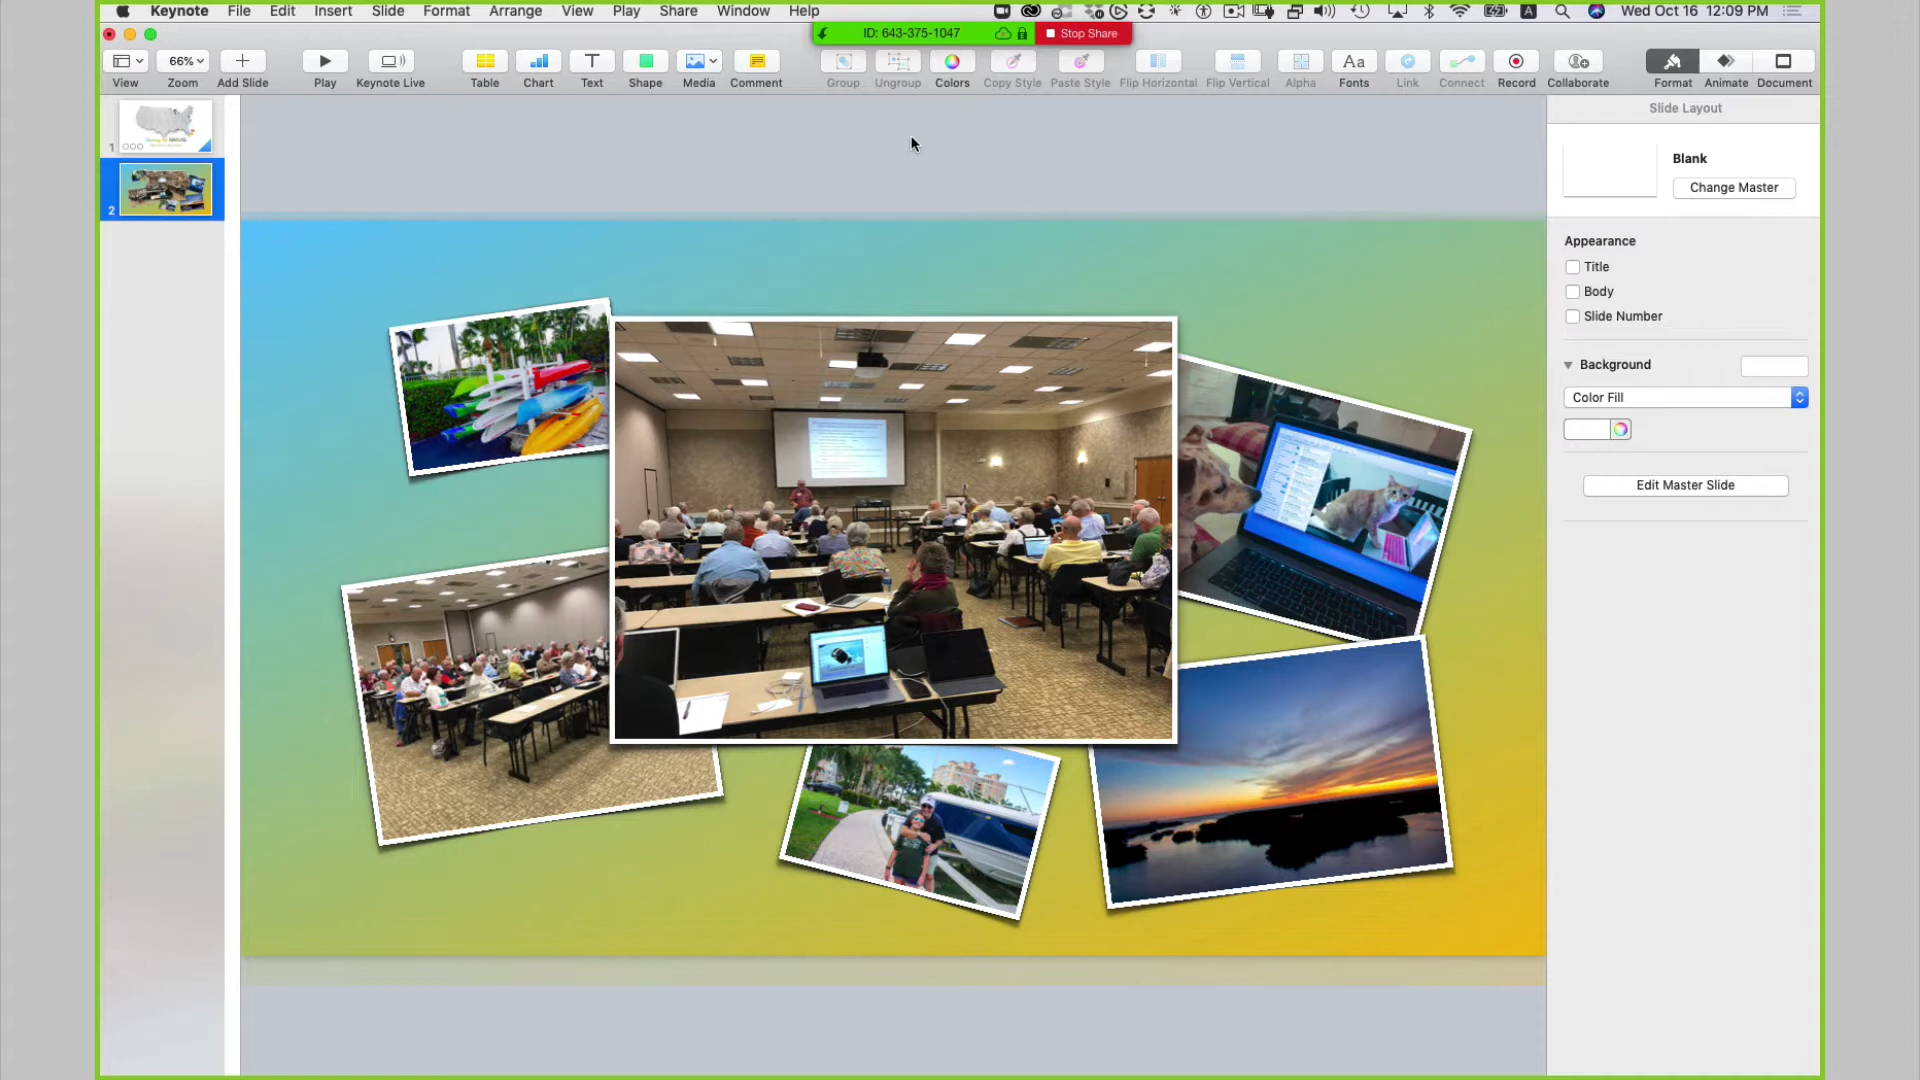 Keynote File Edit Insert Slide Format Arrange View Play Share Window Help
A Wed Oct 16 12:09 PM
ID: 643-375-1047 Stop Share
66%
View Zoom Add Slide Play Keynote Live Table Chart Text Shape Media Comment Group Ungroup Colors Copy Style Paste Style Flip Horizontal Flip Vertical Alpha Fonts Link Connect Record Collaborate Format Animate Document
Slide Layout
1
2
Blank
Change Master
Appearance
Title
Body
Slide Number
Background
Color Fill
Edit Master Slide